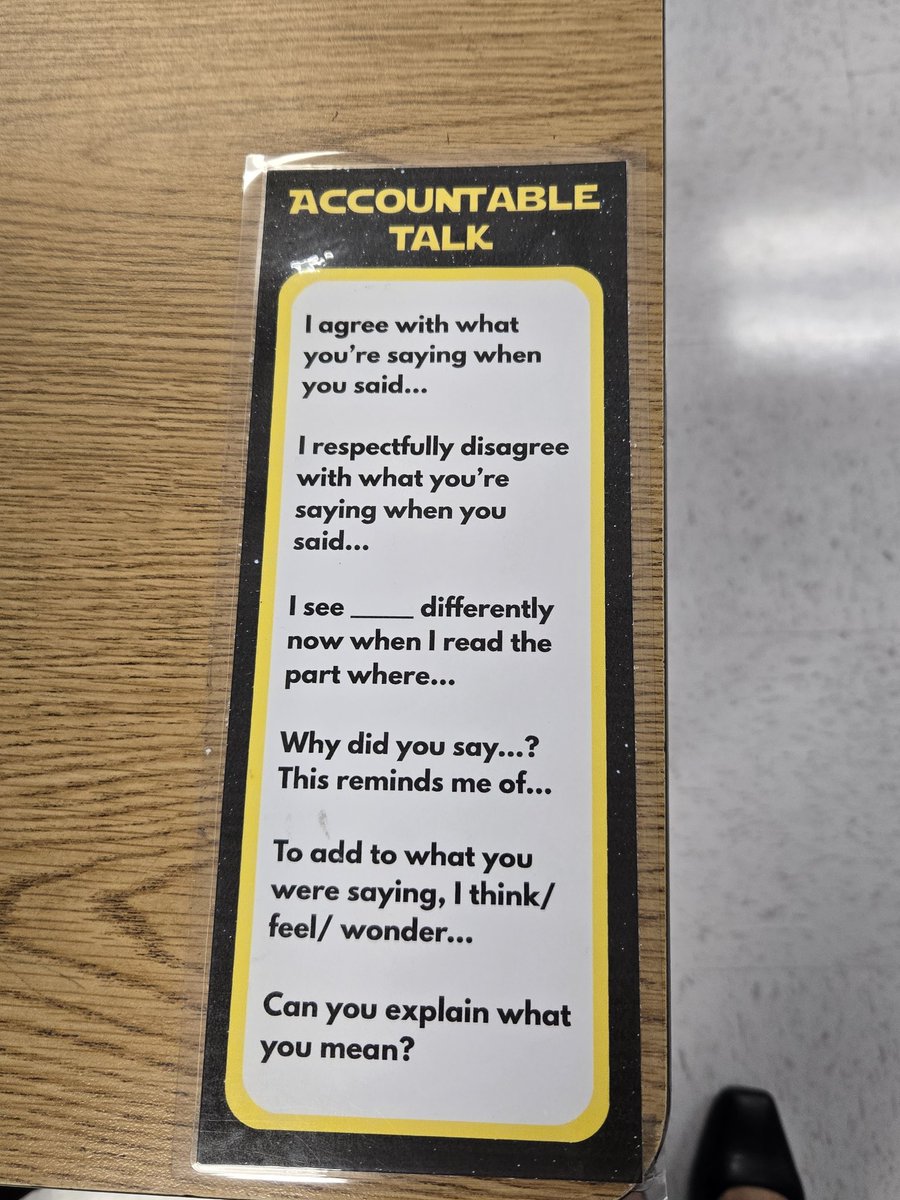 ACCOUNTABLE
TALK
I agree with what
you're saying when
you said...
I respectfully disagree
with what you're
saying when you
said...
I see _____ differently
now when I read the
part where...
Why did you say...?
This reminds me of...
To add to what you
were saying, I think/
feel/ wonder...
Can you explain what
you mean?